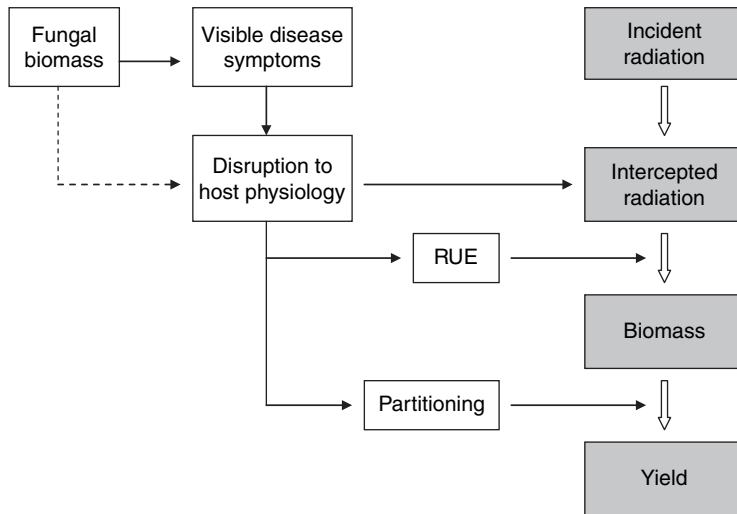 Fungal
biomass
Visible disease
symptoms
Incident
radiation
Disruption to
host physiology
Intercepted
radiation
RUE
Biomass
Partitioning
Yield